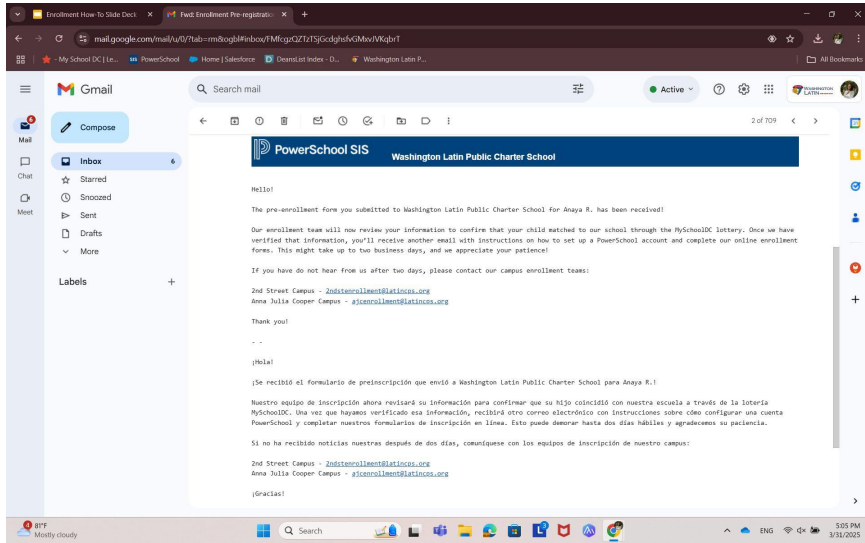 Enrollment How-To Slide Deck
Fwd: Enrollment Pre-registratio
mail.google.com/mail/u/0/?tab=rm&ogbl#inbox/FMfcgzQZTzTSjGcdghsfvGMxvJVKqbrT
- My School DC | Le...
SIS PowerSchool
Home | Salesforce
DeansList Index - D...
Washington Latin P...
All Bookmarks
Gmail
Search mail
Active
WASHINGTON LATIN
6
Mail
Chat
Meet
Compose
Inbox 6
Starred
Snoozed
Sent
Drafts
More
Labels
2 of 709
PowerSchool SIS
Washington Latin Public Charter School
Hello!
The pre-enrollment form you submitted to Washington Latin Public Charter School for Anaya R. has been received!
Our enrollment team will now review your information to confirm that your child matched to our school through the MySchoolDC lottery. Once we have
verified that information, you'll receive another email with instructions on how to set up a PowerSchool account and complete our online enrollment
forms. This might take up to two business days, and we appreciate your patience!
If you have do not hear from us after two days, please contact our campus enrollment teams:
2nd Street Campus - 2ndstenrollment@latincps.org
Anna Julia Cooper Campus - ajcenrollment@latincps.org
Thank you!
- -
¡Hola!
¡Se recibió el formulario de preinscripción que envió a Washington Latin Public Charter School para Anaya R.!
Nuestro equipo de inscripción ahora revisará su información para confirmar que su hijo coincidió con nuestra escuela a través de la lotería
MySchoolDC. Una vez que hayamos verificado esa información, recibirá otro correo electrónico con instrucciones sobre cómo configurar una cuenta
PowerSchool y completar nuestros formularios de inscripción en línea. Esto puede demorar hasta dos días hábiles y agradecemos su paciencia.
Si no ha recibido noticias nuestras después de dos días, comuníquese con los equipos de inscripción de nuestro campus:
2nd Street Campus - 2ndstenrollment@latincps.org
Anna Julia Cooper Campus - ajcenrollment@latincps.org
¡Gracias!
81°F
Mostly cloudy
Search
ENG
5:05 PM
3/31/2025